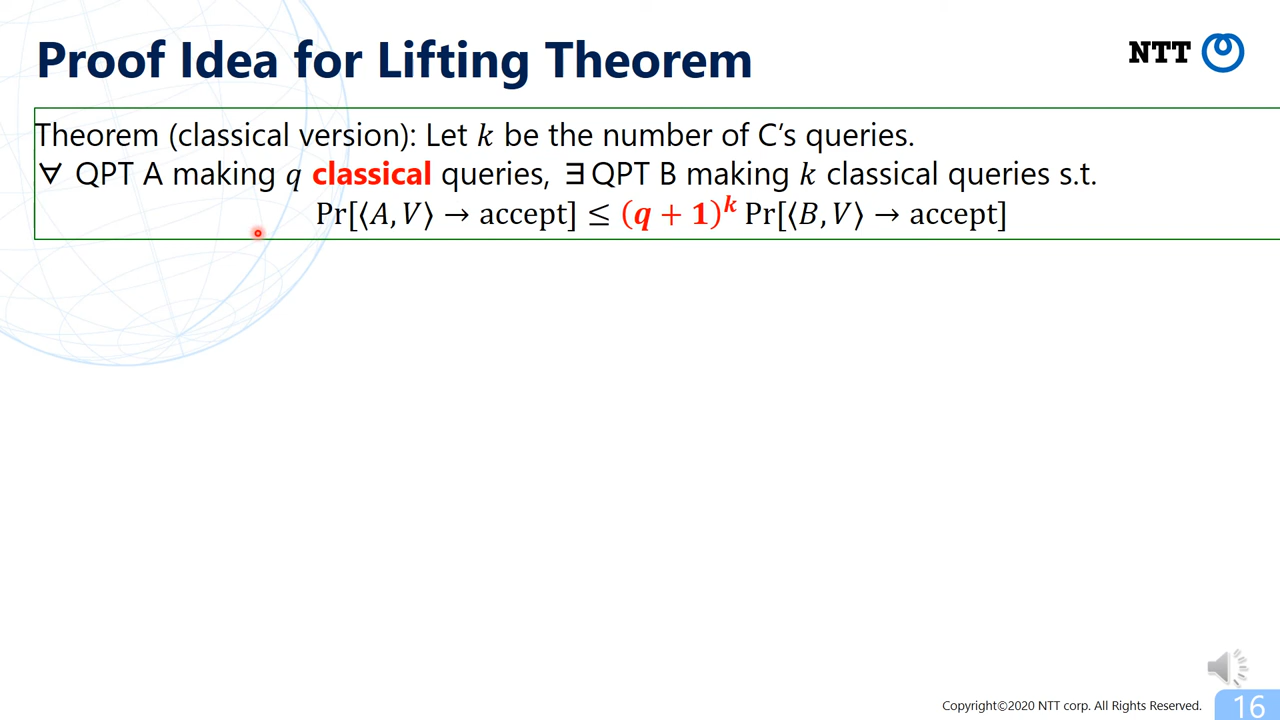 Proof Idea for Lifting Theorem
NTT
Theorem (classical version): Let k be the number of C's queries.
∀ QPT A making q classical queries, ∃ QPT B making k classical queries s.t.
Pr[⟨A, V⟩ → accept] ≤ (q + 1)^k Pr[⟨B, V⟩ → accept]
Copyright©2020 NTT corp. All Rights Reserved.
16